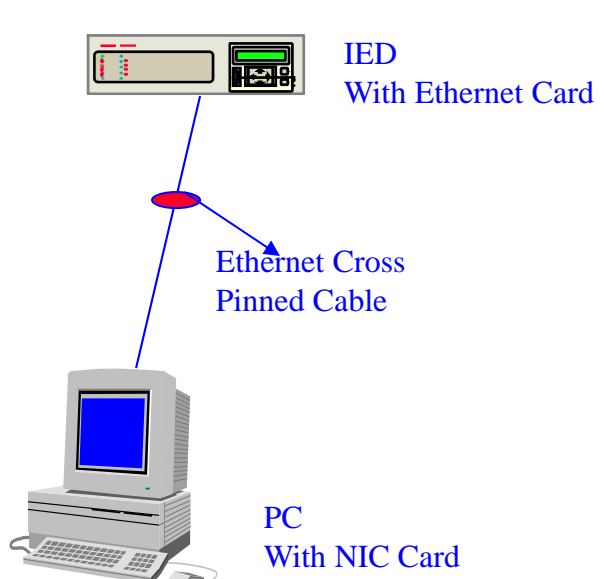 IED
With Ethernet Card
Ethernet Cross
Pinned Cable
PC
With NIC Card